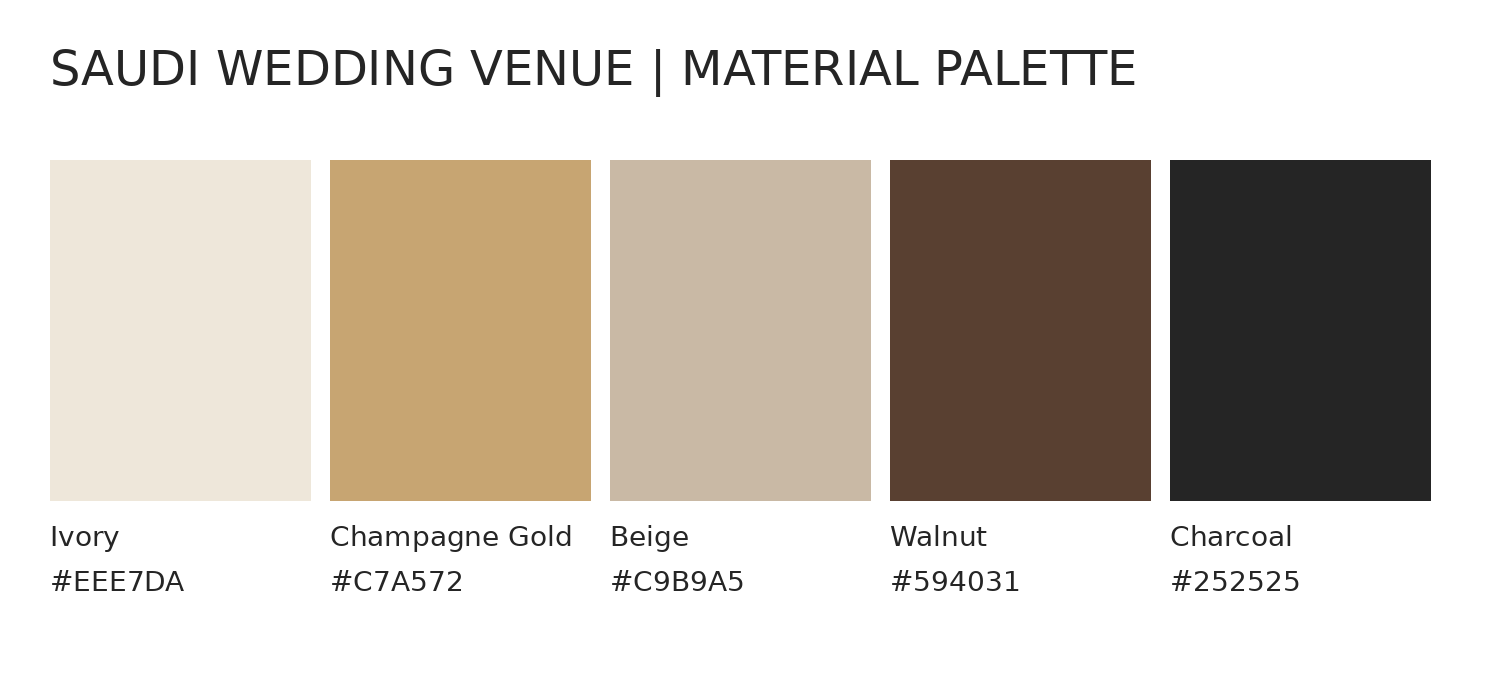 SAUDI WEDDING VENUE | MATERIAL PALETTE
Ivory
#EEE7DA
Champagne Gold
#C7A572
Beige
#C9B9A5
Walnut
#594031
Charcoal
#252525